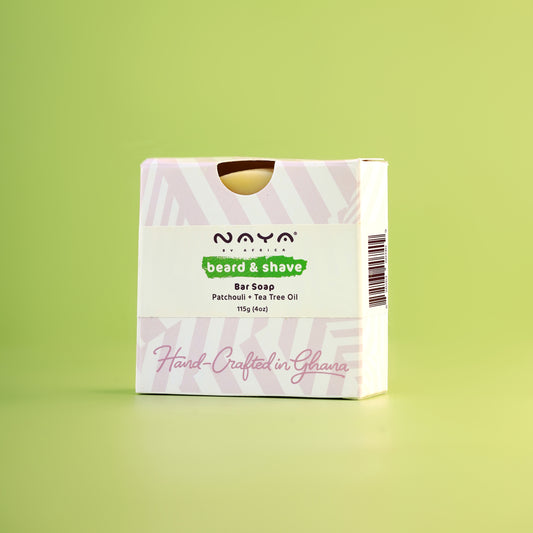 NAYA®
BY AFRICA
beard & shave
Bar Soap
Patchouli + Tea Tree Oil
115g (4oz)
Hand-Crafted in Ghana